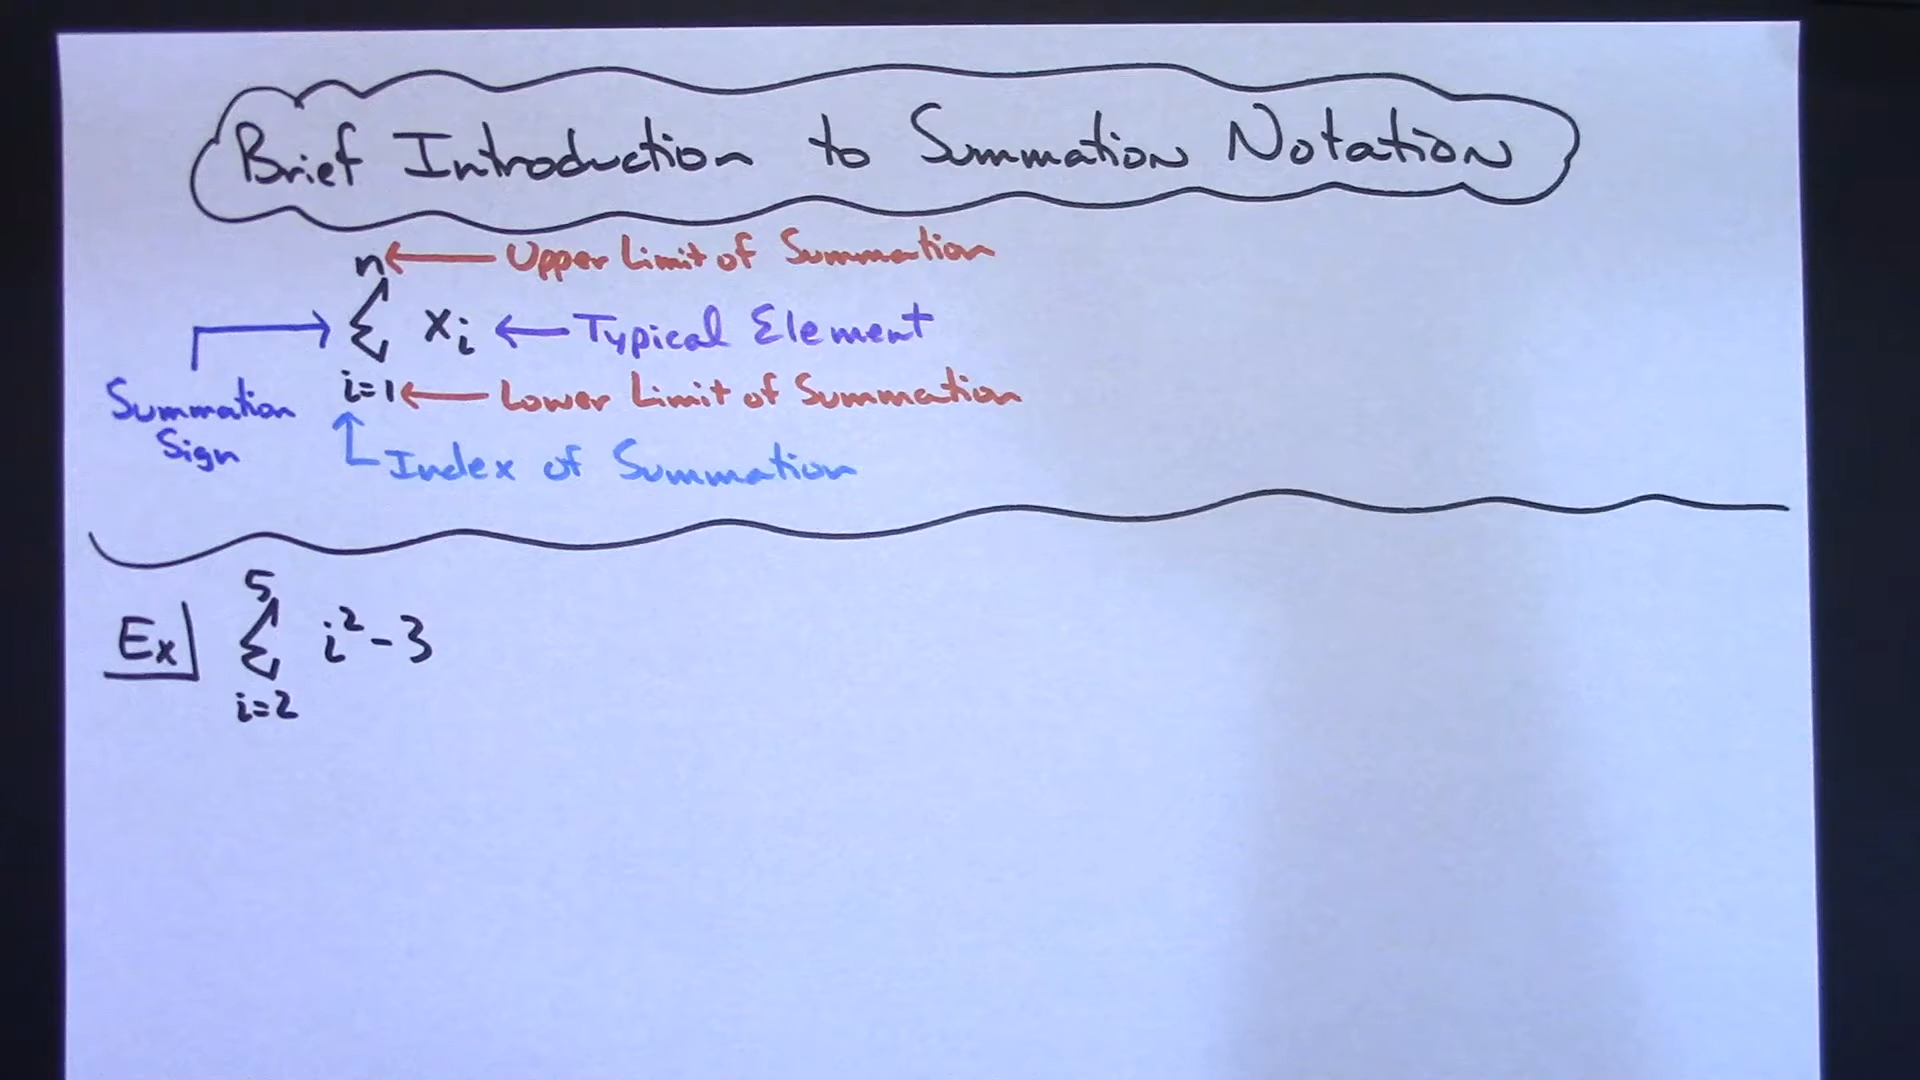 Brief Introduction to Summation Notation
n ← Upper Limit of Summation
Σ xᵢ ← Typical Element
i=1 ← Lower Limit of Summation
Summation
Sign
Index of Summation
5
Ex Σ i² - 3
i=2